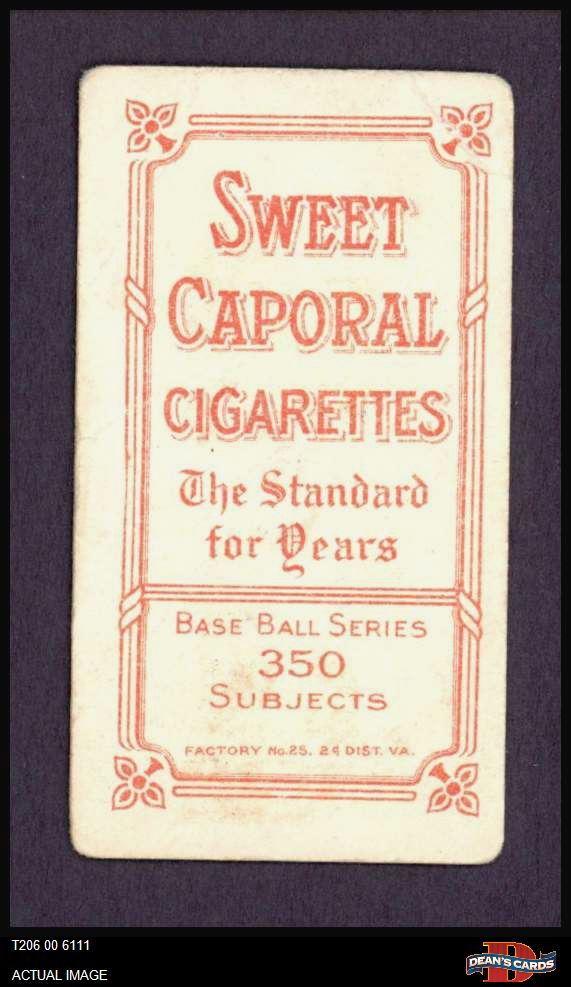 SWEET
CAPORAL
CIGARETTES
The Standard
for Years
BASE BALL SERIES
350
SUBJECTS
FACTORY No. 25, 2d DIST. VA.
T206 00 6111
ACTUAL IMAGE
DEAN'S CARDS